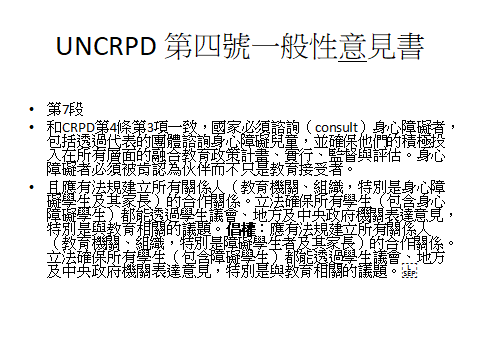 UNCRPD 第四號一般性意見書
• 第7段
• 和CRPD第4條第3項一致，國家必須諮詢（consult）身心障礙者，
包括透過代表的團體諮詢身心障礙兒童，並確保他們的積極投
入在所有層面的融合教育政策計畫、實行、監督與評估。身心
障礙者必須被肯認為伙伴而不只是教育接受者。
• 且應有法規建立所有關係人（教育機關、組織，特別是身心障
礙學生及其家長）的合作關係。立法確保所有學生（包含身心
障礙學生）都能透過學生議會、地方及中央政府機關表達意見，
特別是與教育相關的議題。倡權：應有法規建立所有關係人
（教育機關、組織，特別是障礙學生者及其家長）的合作關係。
立法確保所有學生（包含障礙學生）都能透過學生議會、地方
及中央政府機關表達意見，特別是與教育相關的議題。